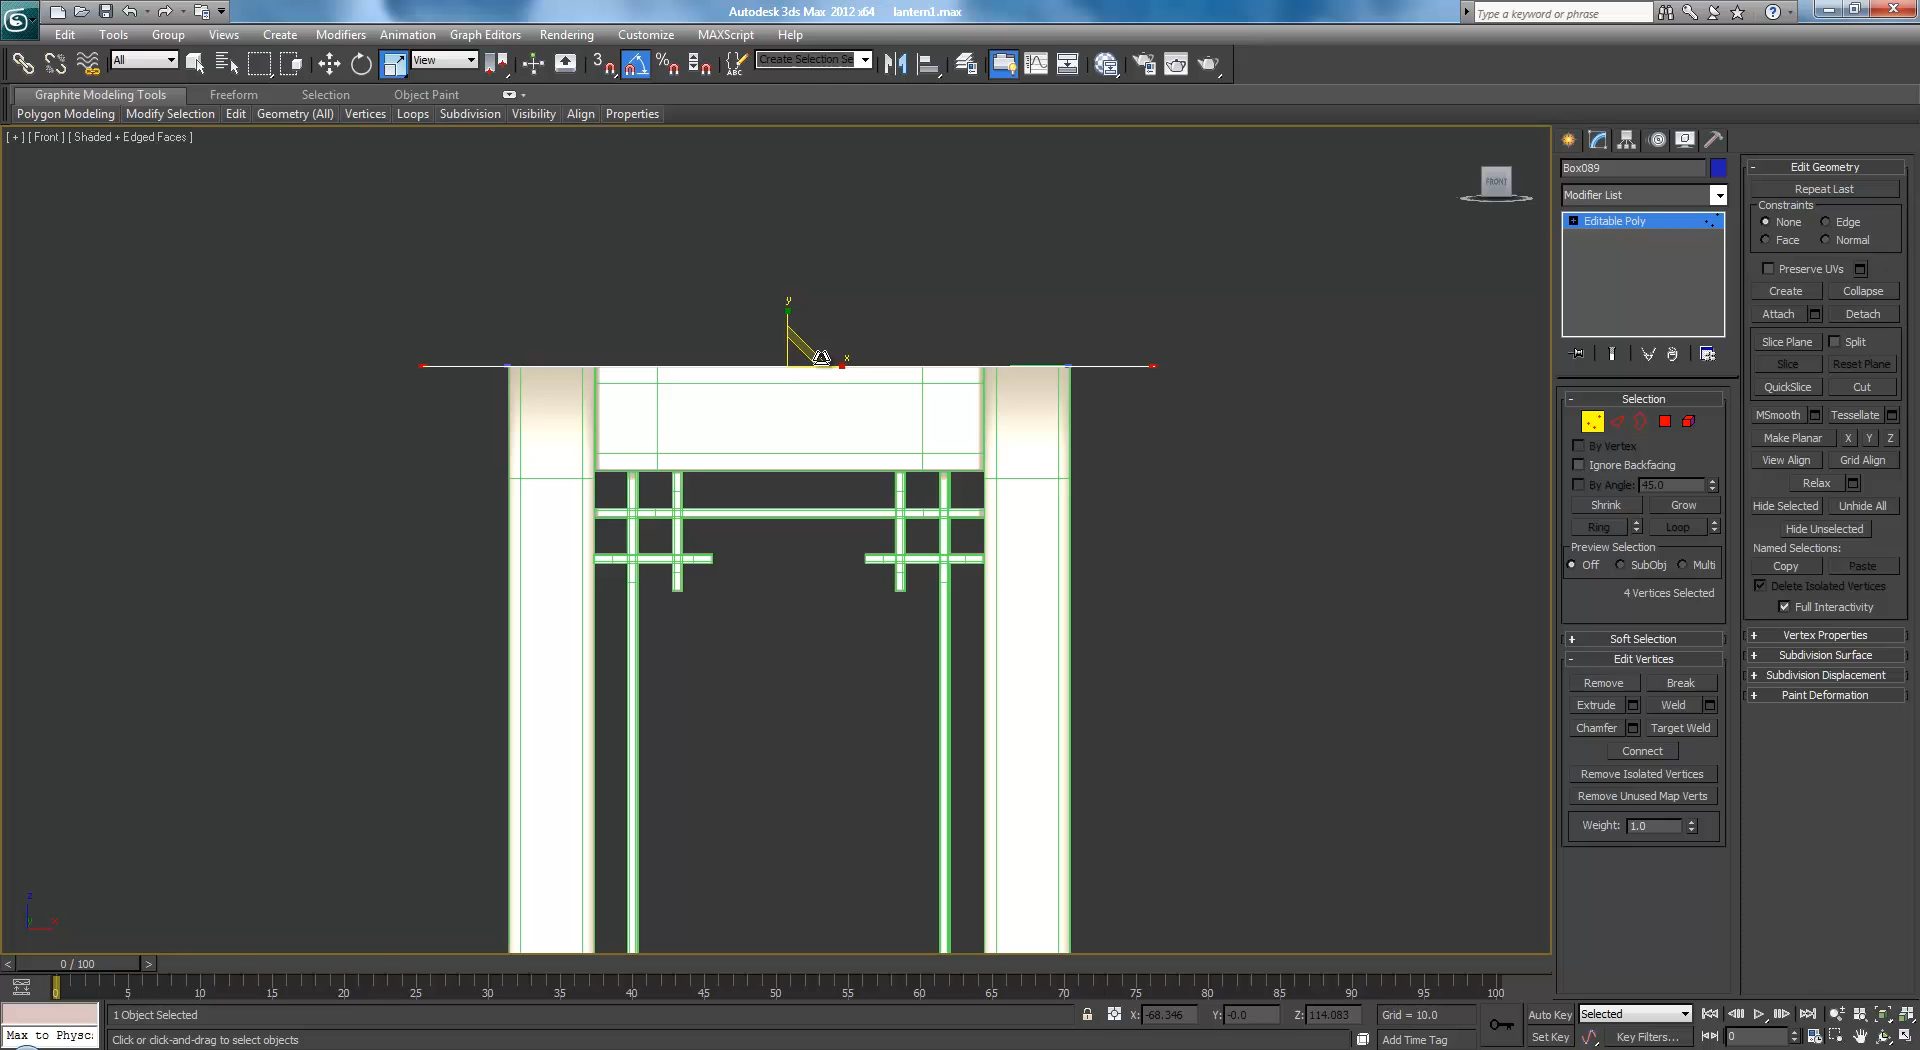 Autodesk 3ds Max 2012 x64 lantern1.max
Type a keyword or phrase
Edit Tools Group Views Create Modifiers Animation Graph Editors Rendering Customize MAXScript Help
All View Create Selection Se
Graphite Modeling Tools Freeform Selection Object Paint
Polygon Modeling Modify Selection Edit Geometry (All) Vertices Loops Subdivision Visibility Align Properties
[ + ] [ Front ] [ Shaded + Edged Faces ]
FRONT
y
x
z
x
Box089
Modifier List
Editable Poly
Selection
By Vertex
Ignore Backfacing
By Angle: 45.0
Shrink Grow
Ring Loop
Preview Selection
Off SubObj Multi
4 Vertices Selected
Soft Selection
Edit Vertices
Remove Break
Extrude Weld
Chamfer Target Weld
Connect
Remove Isolated Vertices
Remove Unused Map Verts
Weight: 1.0
Edit Geometry
Repeat Last
Constraints
None Edge
Face Normal
Preserve UVs
Create Collapse
Attach Detach
Slice Plane Split
Slice Reset Plane
QuickSlice Cut
MSmooth Tessellate
Make Planar X Y Z
View Align Grid Align
Relax
Hide Selected Unhide All
Hide Unselected
Named Selections:
Copy Paste
Delete Isolated Vertices
Full Interactivity
Vertex Properties
Subdivision Surface
Subdivision Displacement
Paint Deformation
< 0 / 100 >
0 5 10 15 20 25 30 35 40 45 50 55 60 65 70 75 80 85 90 95 100
1 Object Selected X: -68.346 Y: -0.0 Z: 114.083 Grid = 10.0 Auto Key Selected
Max to Physc Click or click-and-drag to select objects Add Time Tag Set Key Key Filters... 0